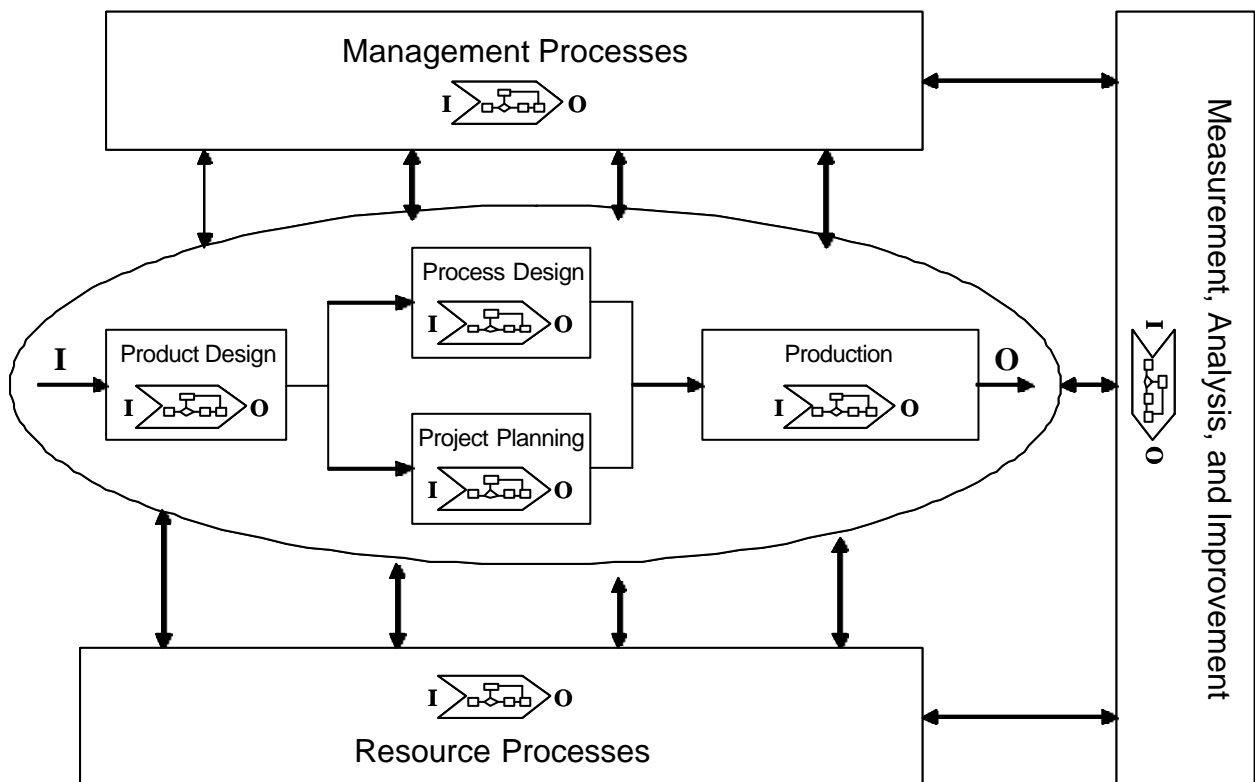 Management Processes
I O
Process Design
I O
I
Product Design
I O
Production
I O
O
Project Planning
I O
I O
Resource Processes
Measurement, Analysis, and Improvement
I O